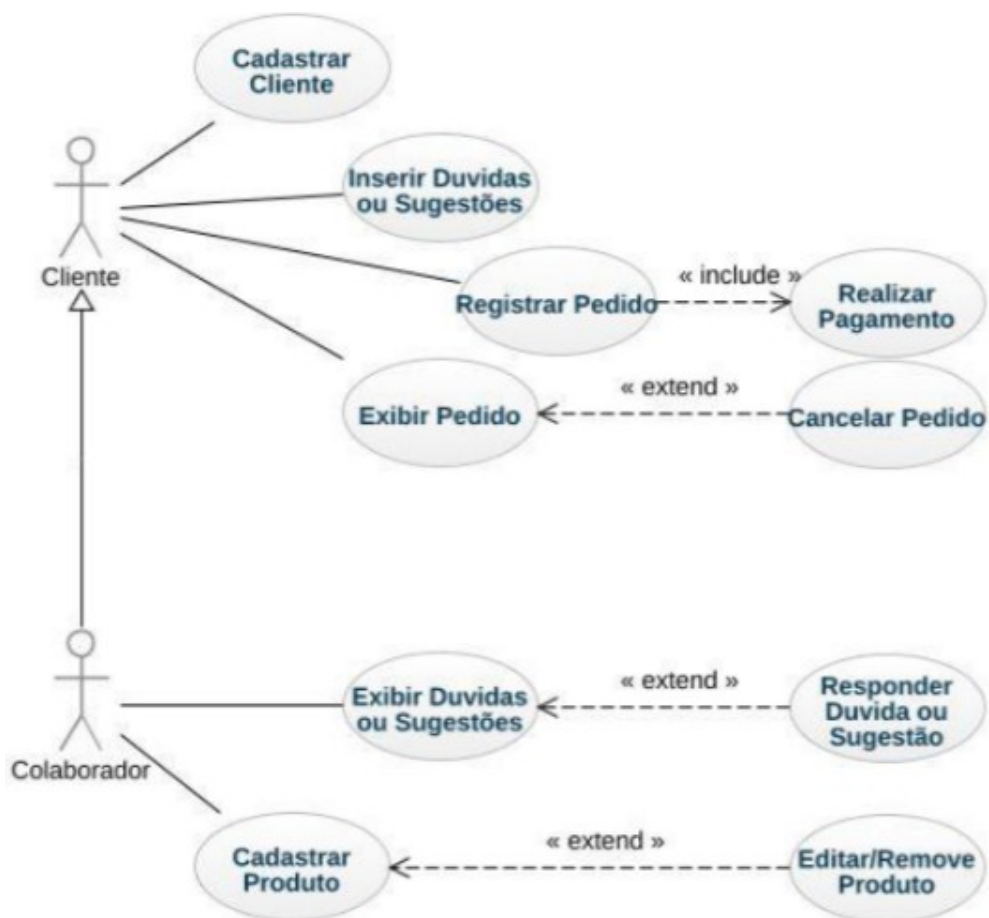 Cadastrar
Cliente
Inserir Duvidas
ou Sugestões
Cliente
Registrar Pedido
« include »
Realizar
Pagamento
Exibir Pedido
« extend »
Cancelar Pedido
Colaborador
Exibir Duvidas
ou Sugestões
« extend »
Responder
Duvida ou
Sugestão
Cadastrar
Produto
« extend »
Editar/Remove
Produto